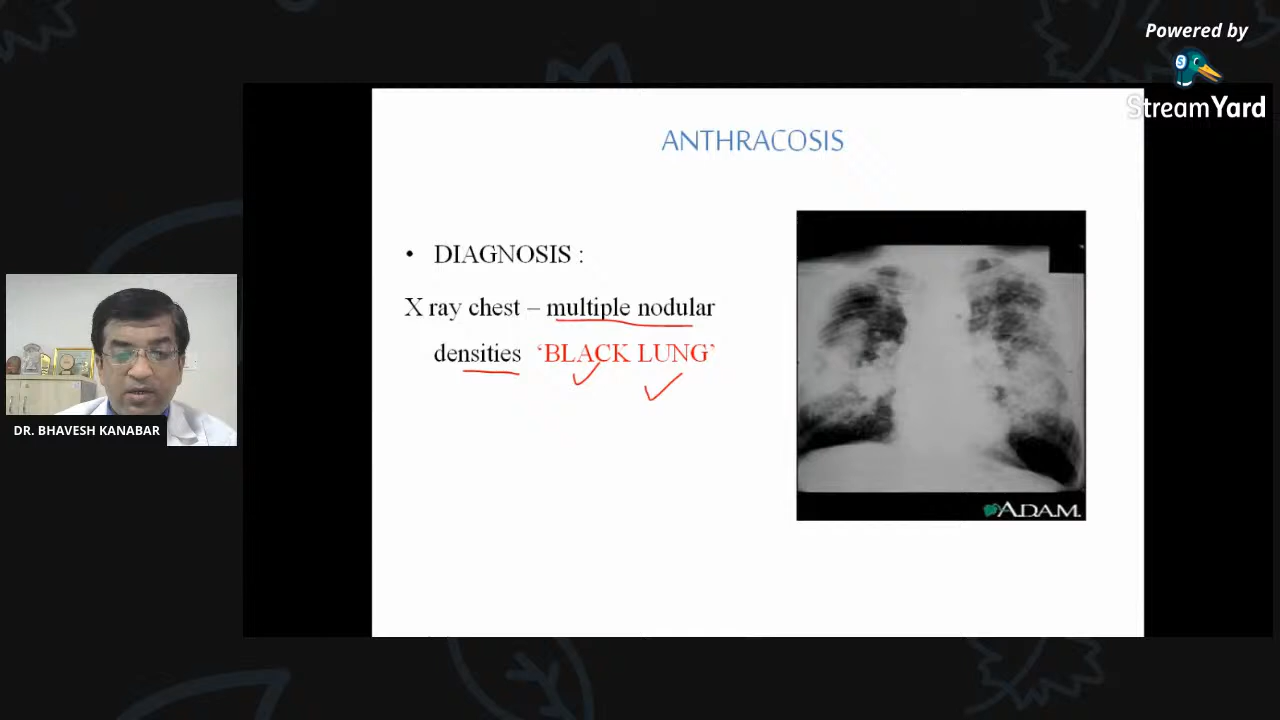 Powered by
StreamYard
ANTHRACOSIS
• DIAGNOSIS :
X ray chest – multiple nodular
densities ‘BLACK LUNG’
DR. BHAVESH KANABAR
A.D.A.M.